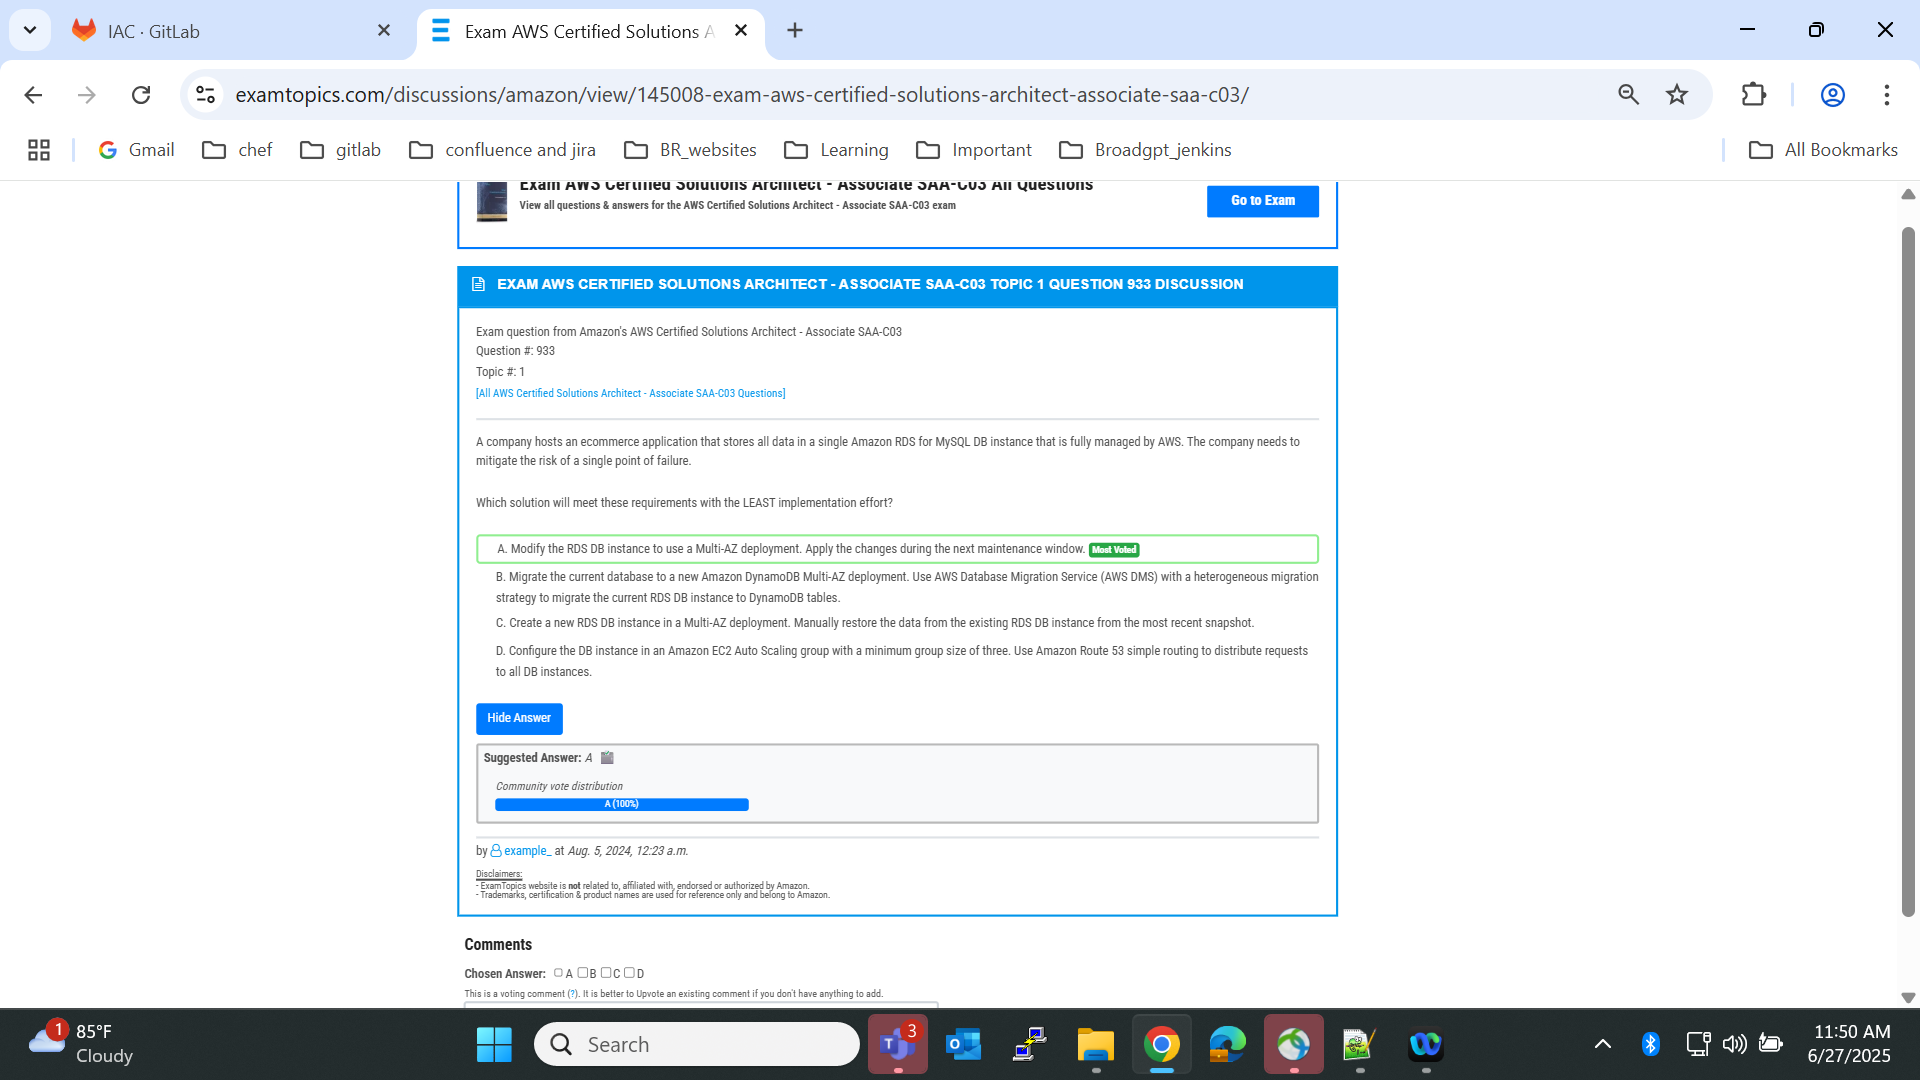 IAC · GitLab
Exam AWS Certified Solutions A
examtopics.com/discussions/amazon/view/145008-exam-aws-certified-solutions-architect-associate-saa-c03/
Gmail
chef
gitlab
confluence and jira
BR_websites
Learning
Important
Broadgpt_jenkins
All Bookmarks
Exam AWS Certified Solutions Architect - Associate SAA-C03 All Questions
View all questions & answers for the AWS Certified Solutions Architect - Associate SAA-C03 exam
Go to Exam
EXAM AWS CERTIFIED SOLUTIONS ARCHITECT - ASSOCIATE SAA-C03 TOPIC 1 QUESTION 933 DISCUSSION
Exam question from Amazon's AWS Certified Solutions Architect - Associate SAA-C03
Question #: 933
Topic #: 1
[All AWS Certified Solutions Architect - Associate SAA-C03 Questions]
A company hosts an ecommerce application that stores all data in a single Amazon RDS for MySQL DB instance that is fully managed by AWS. The company needs to
mitigate the risk of a single point of failure.
Which solution will meet these requirements with the LEAST implementation effort?
A. Modify the RDS DB instance to use a Multi-AZ deployment. Apply the changes during the next maintenance window. Most Voted
B. Migrate the current database to a new Amazon DynamoDB Multi-AZ deployment. Use AWS Database Migration Service (AWS DMS) with a heterogeneous migration
strategy to migrate the current RDS DB instance to DynamoDB tables.
C. Create a new RDS DB instance in a Multi-AZ deployment. Manually restore the data from the existing RDS DB instance from the most recent snapshot.
D. Configure the DB instance in an Amazon EC2 Auto Scaling group with a minimum group size of three. Use Amazon Route 53 simple routing to distribute requests
to all DB instances.
Hide Answer
Suggested Answer: A
Community vote distribution
A (100%)
by example_ at Aug. 5, 2024, 12:23 a.m.
Disclaimers:
- ExamTopics website is not related to, affiliated with, endorsed or authorized by Amazon.
- Trademarks, certification & product names are used for reference only and belong to Amazon.
Comments
Chosen Answer: A B C D
This is a voting comment (?). It is better to Upvote an existing comment if you don't have anything to add.
1
85°F
Cloudy
Search
3
11:50 AM
6/27/2025